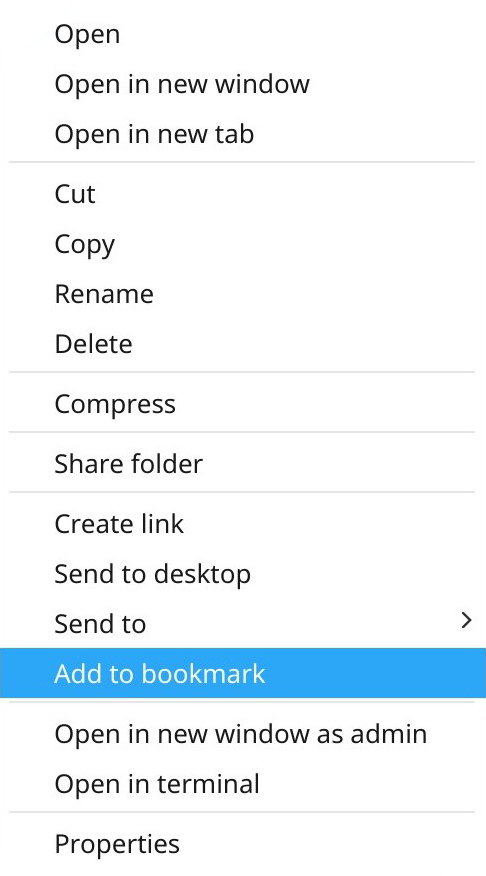 Open
Open in new window
Open in new tab
Cut
Copy
Rename
Delete
Compress
Share folder
Create link
Send to desktop
Send to
Add to bookmark
Open in new window as admin
Open in terminal
Properties